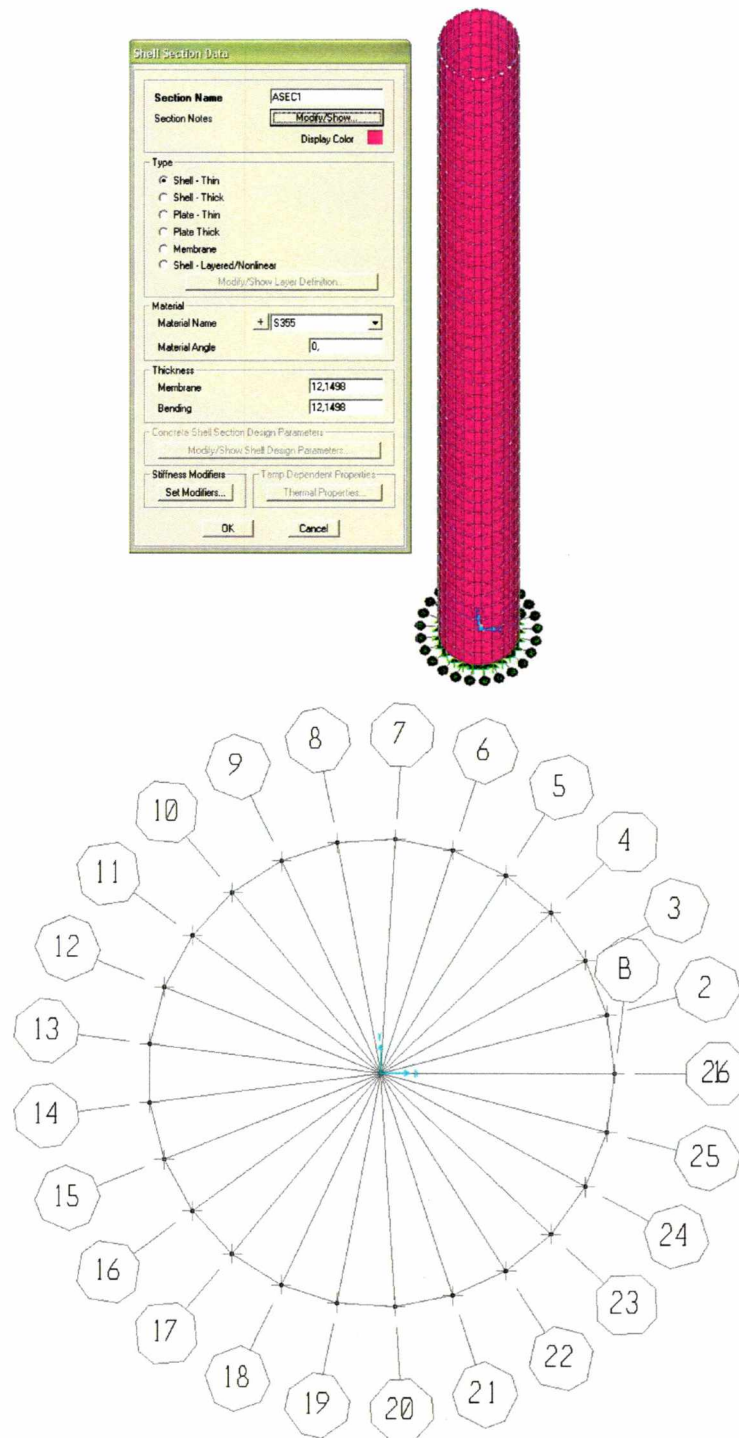 Shell Section Data
Section Name ASEC1
Section Notes Modify/Show...
Display Color
Type
Shell - Thin
Shell - Thick
Plate - Thin
Plate Thick
Membrane
Shell - Layered/Nonlinear
Modify/Show Layer Definition...
Material
Material Name + S355
Material Angle 0,
Thickness
Membrane 12,1498
Bending 12,1498
Concrete Shell Section Design Parameters
Modify/Show Shell Design Parameters...
Stiffness Modifiers
Set Modifiers...
Temp Dependent Properties
Thermal Properties...
OK Cancel
7
8
6
9
5
10
4
11
3
12
B
2
13
14
25
15
24
16
23
17
22
18
21
19
20